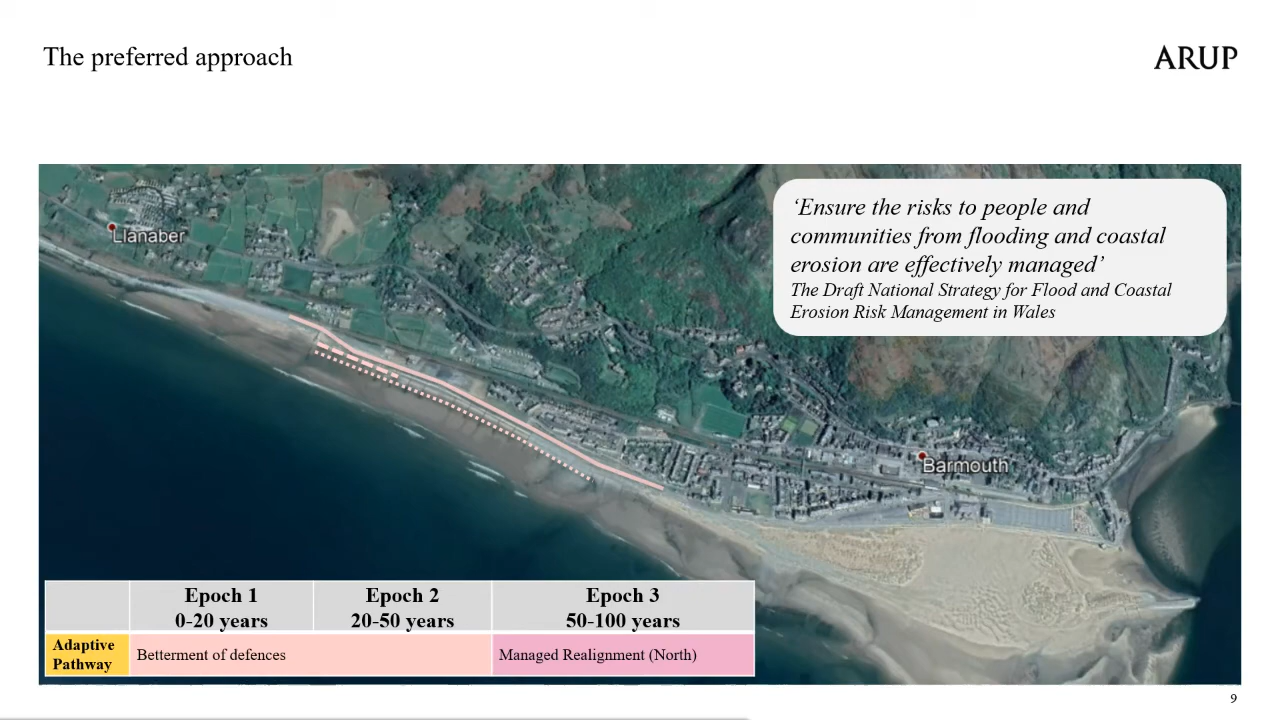 The preferred approach
ARUP
‘Ensure the risks to people and
communities from flooding and coastal
erosion are effectively managed’
The Draft National Strategy for Flood and Coastal
Erosion Risk Management in Wales
Llanaber
Barmouth
Epoch 1
0-20 years
Epoch 2
20-50 years
Epoch 3
50-100 years
Adaptive
Pathway
Betterment of defences
Managed Realignment (North)
9